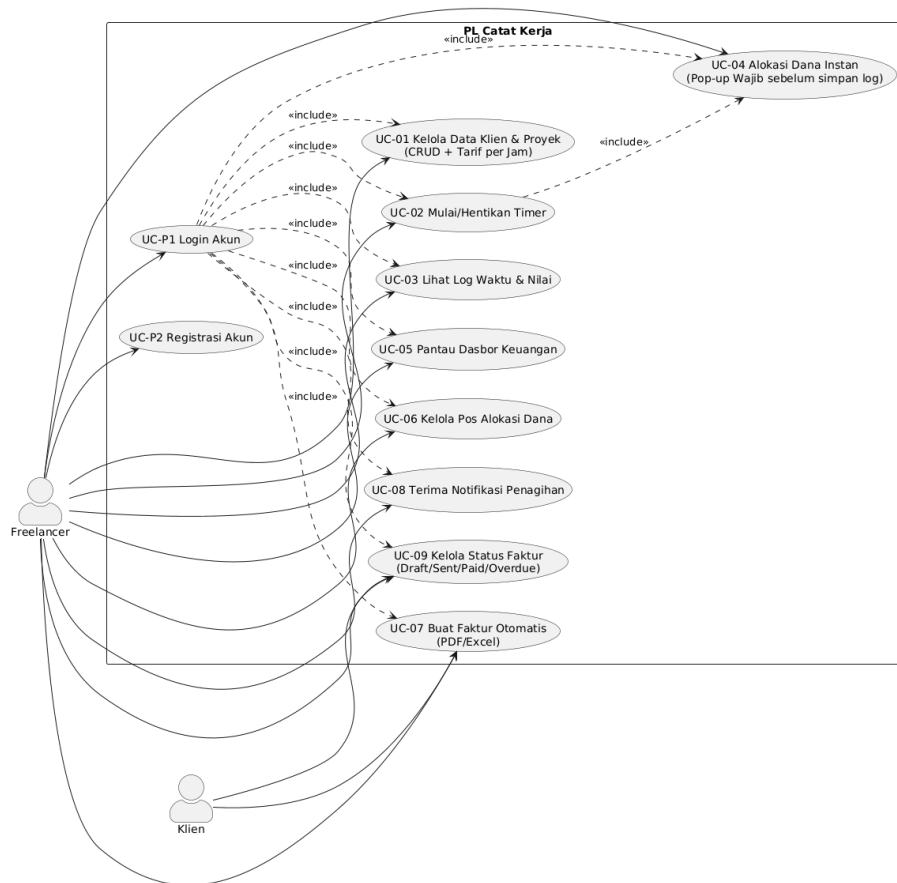 PL Catat Kerja
«include»
UC-04 Alokasi Dana Instan
(Pop-up Wajib sebelum simpan log)
«include»
UC-01 Kelola Data Klien & Proyek
(CRUD + Tarif per Jam)
«include»
«include»
UC-02 Mulai/Hentikan Timer
«include»
UC-P1 Login Akun
«include»
«include»
UC-03 Lihat Log Waktu & Nilai
«include»
UC-P2 Registrasi Akun
UC-05 Pantau Dasbor Keuangan
«include»
«include»
UC-06 Kelola Pos Alokasi Dana
UC-08 Terima Notifikasi Penagihan
Freelancer
UC-09 Kelola Status Faktur
(Draft/Sent/Paid/Overdue)
UC-07 Buat Faktur Otomatis
(PDF/Excel)
Klien